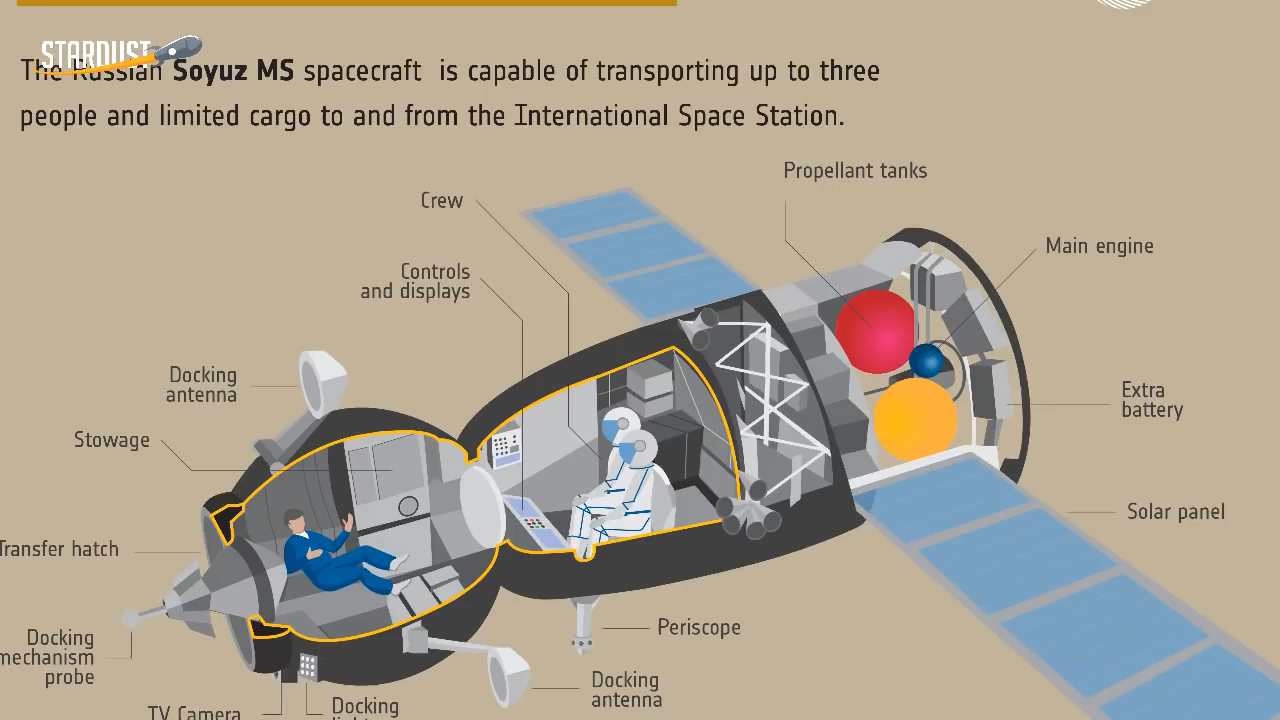 STARDUST
The Russian Soyuz MS spacecraft is capable of transporting up to three
people and limited cargo to and from the International Space Station.
Propellant tanks
Crew
Main engine
Controls
and displays
Docking
antenna
Extra
battery
Stowage
Solar panel
Transfer hatch
Periscope
Docking
mechanism
probe
Docking
antenna
TV Camera
Docking